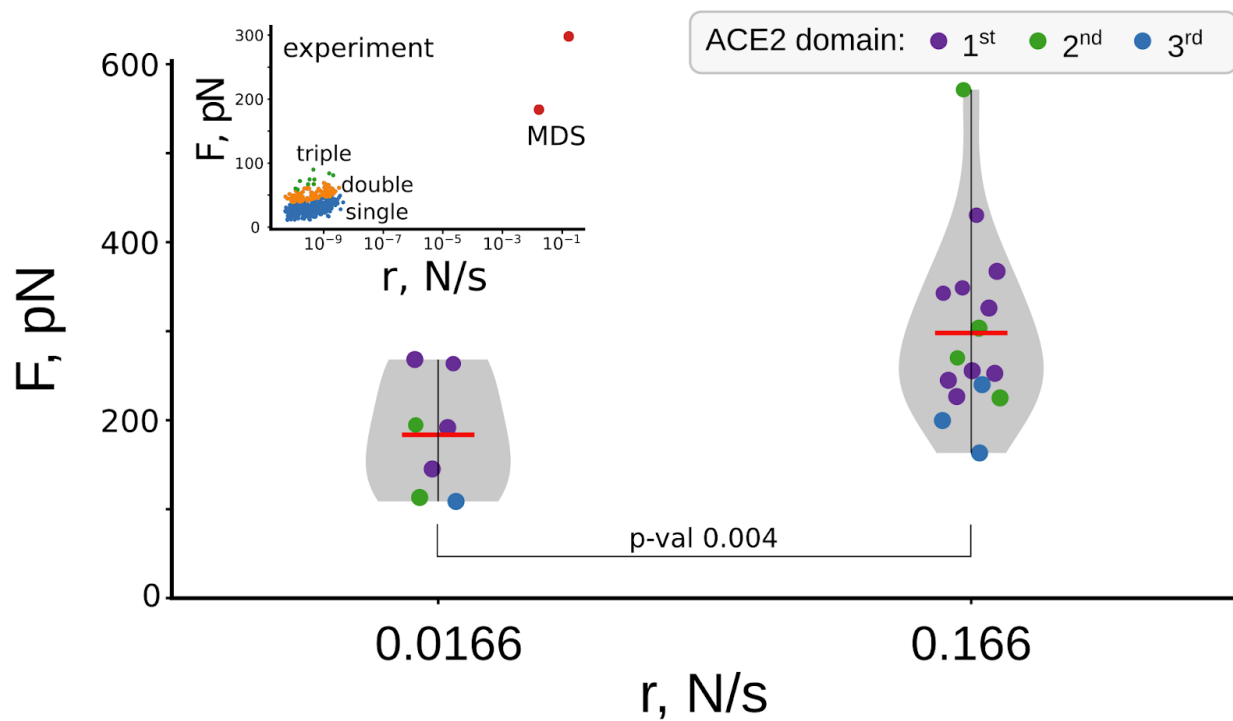 ACE2 domain: 1st 2nd 3rd
experiment
F, pN
300
200
100
0
MDS
triple
double
single
10−9 10−7 10−5 10−3 10−1
r, N/s
F, pN
600
400
200
0
p-val 0.004
0.0166 0.166
r, N/s